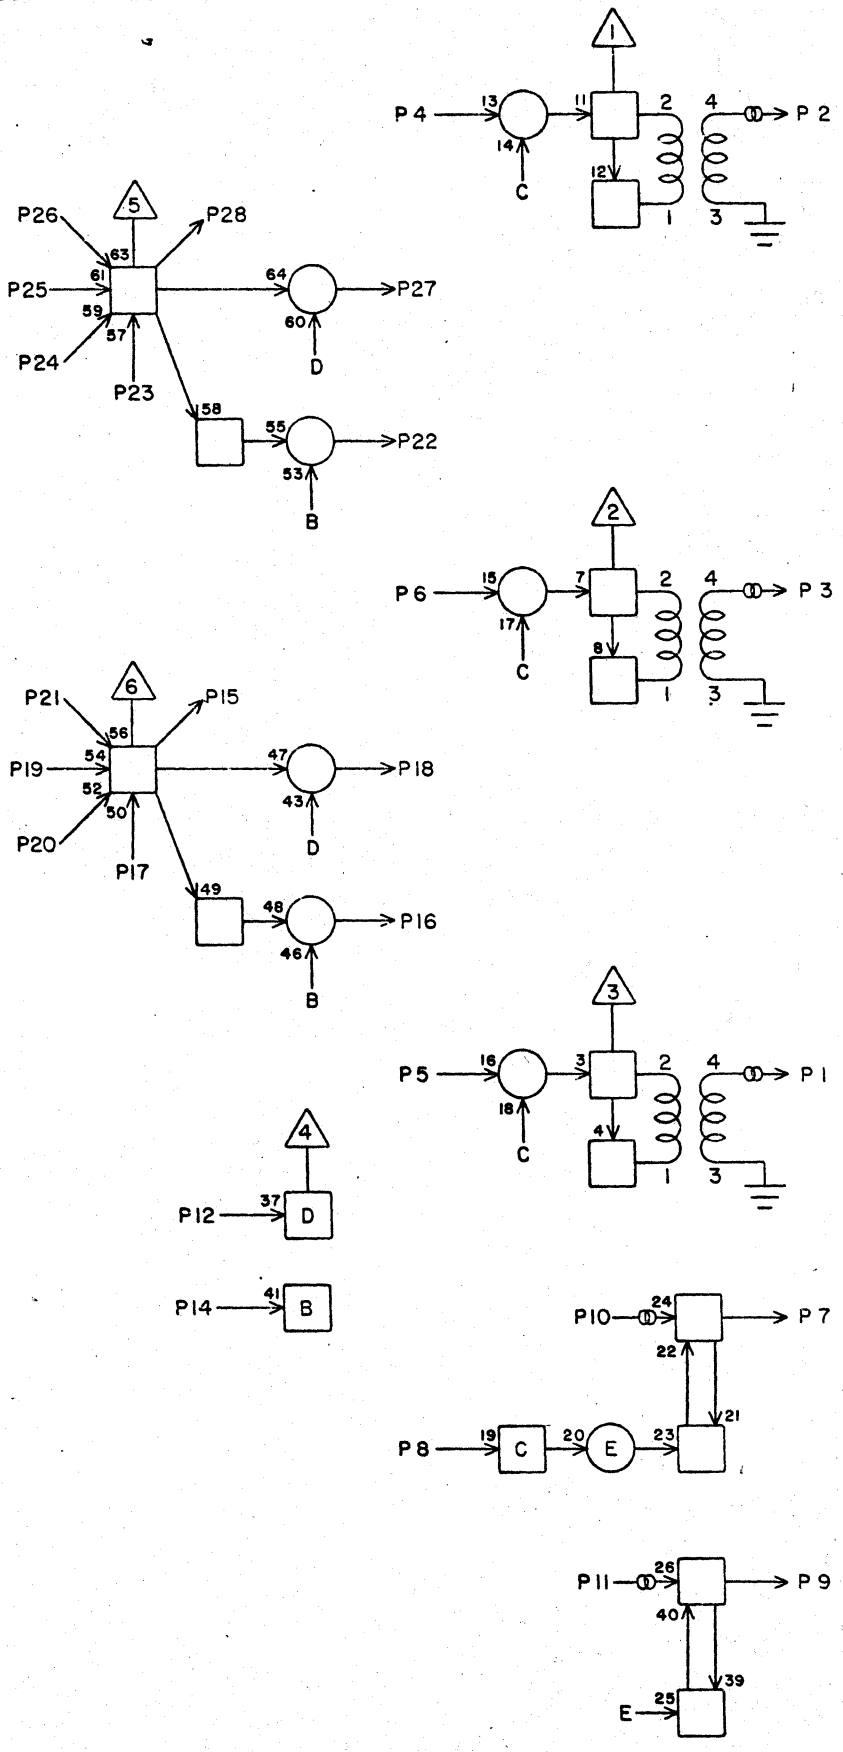 1
P4 13 11 2 4 P2
14 12
C 1 3
5
P26 P28
63
P25 61 64 P27
59 57 60
P24 D
P23
58
55 P22
53
B
2
P6 15 7 2 4 P3
17 8
C 1 3
6
P21 P15
56
P19 54 47 P18
52 50 43
P20 D
P17
49
48 P16
46
B
3
P5 16 3 2 4 P1
18 4
C 1 3
4
P12 37 D
P14 41 B
P10 24 P7
22
21
P8 19 C 20 E 23
P11 26 P9
40
39
E 25